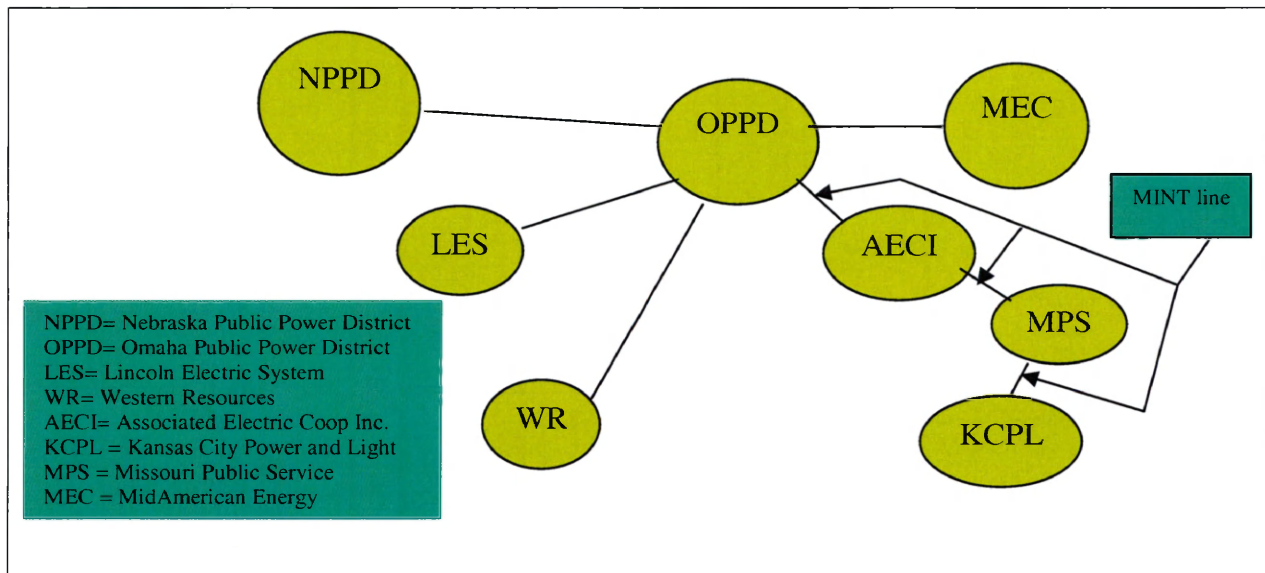 NPPD
OPPD
MEC
MINT line
LES
AECI
MPS
WR
KCPL
NPPD= Nebraska Public Power District
OPPD= Omaha Public Power District
LES= Lincoln Electric System
WR= Western Resources
AECI= Associated Electric Coop Inc.
KCPL = Kansas City Power and Light
MPS = Missouri Public Service
MEC = MidAmerican Energy